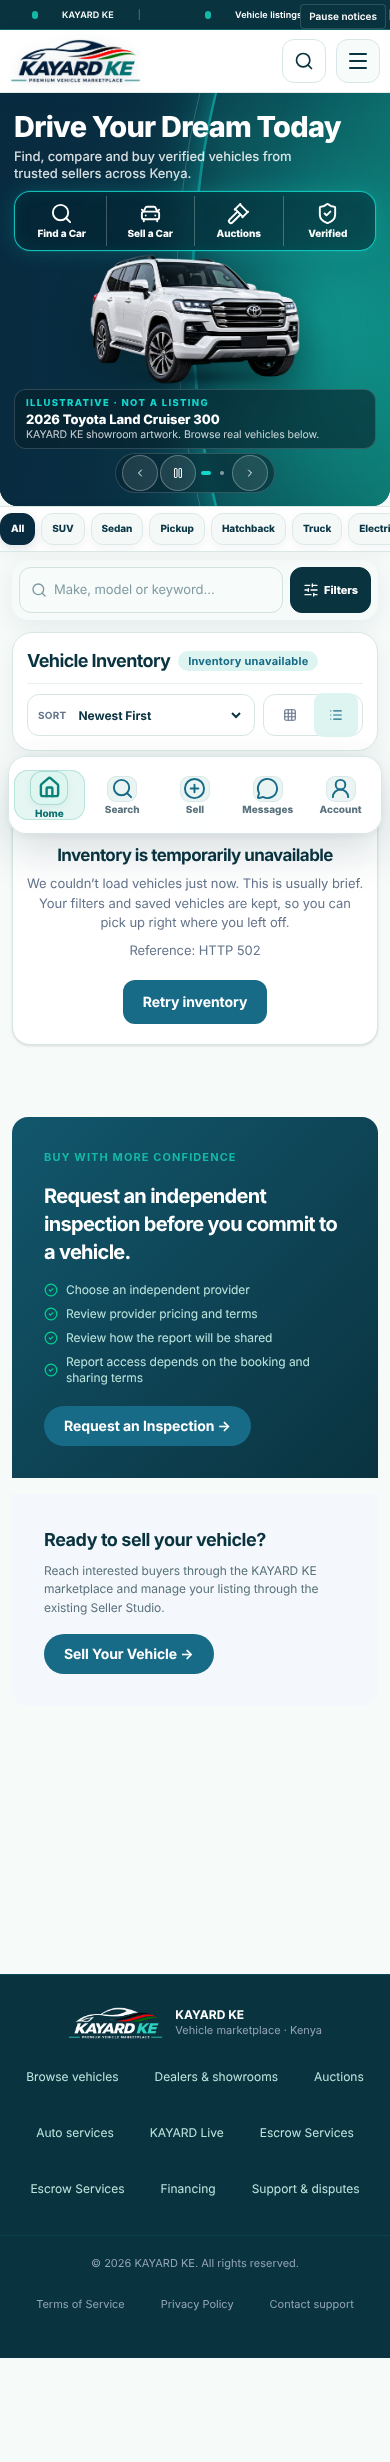 KAYARD KE
Vehicle listings
Pause notices
KAYARD KE
PREMIUM VEHICLE MARKETPLACE
Drive Your Dream Today
Find, compare and buy verified vehicles from
trusted sellers across Kenya.
Find a Car
Sell a Car
Auctions
Verified
ILLUSTRATIVE · NOT A LISTING
2026 Toyota Land Cruiser 300
KAYARD KE showroom artwork. Browse real vehicles below.
All
SUV
Sedan
Pickup
Hatchback
Truck
Electri
Make, model or keyword...
Filters
Vehicle Inventory
Inventory unavailable
SORT
Newest First
Home
Search
Sell
Messages
Account
Inventory is temporarily unavailable
We couldn’t load vehicles just now. This is usually brief.
Your filters and saved vehicles are kept, so you can
pick up right where you left off.
Reference: HTTP 502
Retry inventory
BUY WITH MORE CONFIDENCE
Request an independent
inspection before you commit to
a vehicle.
Choose an independent provider
Review provider pricing and terms
Review how the report will be shared
Report access depends on the booking and
sharing terms
Request an Inspection →
Ready to sell your vehicle?
Reach interested buyers through the KAYARD KE
marketplace and manage your listing through the
existing Seller Studio.
Sell Your Vehicle →
KAYARD KE
PREMIUM VEHICLE MARKETPLACE
KAYARD KE
Vehicle marketplace · Kenya
Browse vehicles
Dealers & showrooms
Auctions
Auto services
KAYARD Live
Escrow Services
Escrow Services
Financing
Support & disputes
© 2026 KAYARD KE. All rights reserved.
Terms of Service
Privacy Policy
Contact support